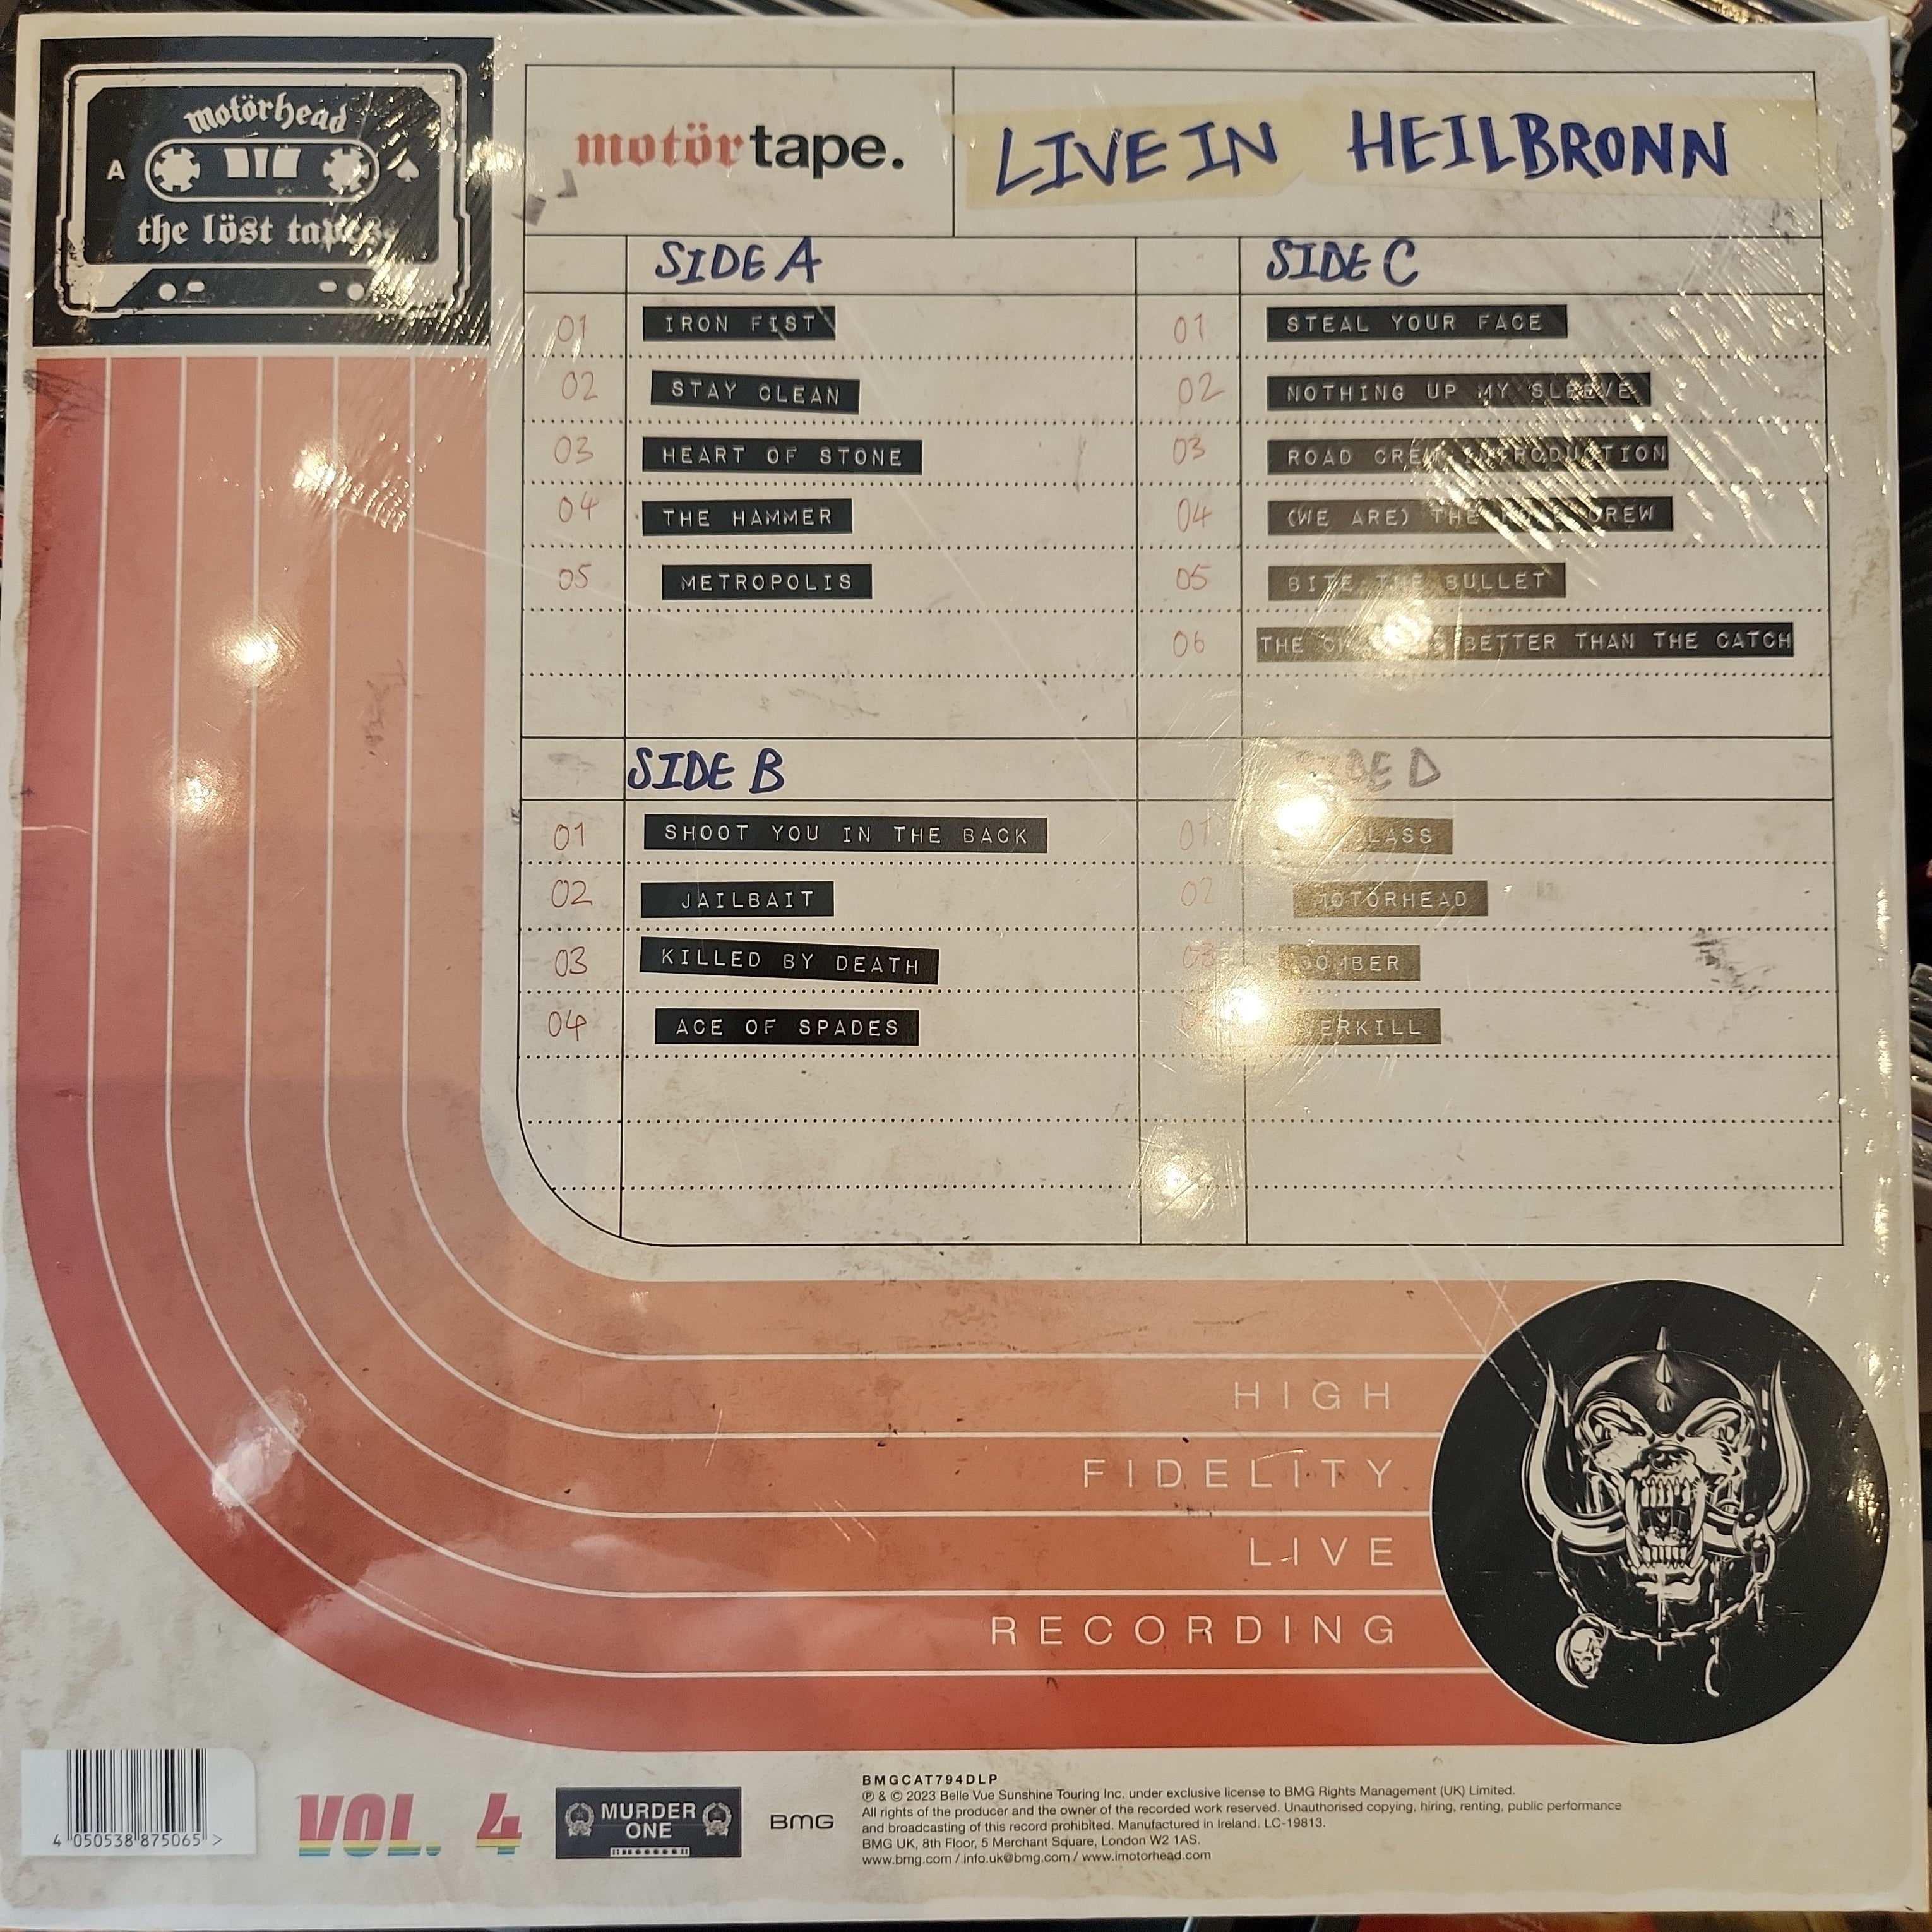 motörhead
A
the löst tapes
motörtape.
LIVE IN HEILBRONN
SIDE A
01 IRON FIST
02 STAY CLEAN
03 HEART OF STONE
04 THE HAMMER
05 METROPOLIS
SIDE C
01 STEAL YOUR FACE
02 NOTHING UP MY SLEEVE
03 ROAD CREW INTRODUCTION
04 (WE ARE) THE ROAD CREW
05 BITE THE BULLET
06 THE BETTER THAN THE CATCH
SIDE B
01 SHOOT YOU IN THE BACK
02 JAILBAIT
03 KILLED BY DEATH
04 ACE OF SPADES
SIDE D
01
02 MOTÖRHEAD
03 BOMBER
HIGH
FIDELITY
LIVE
RECORDING
4 050538 875065 >
VOL. 4
MURDER
ONE
BMG
BMGCAT794DLP
℗ & © 2023 Belle Vue Sunshine Touring Inc. under exclusive license to BMG Rights Management (UK) Limited.
All rights of the producer and the owner of the recorded work reserved. Unauthorised copying, hiring, renting, public performance
and broadcasting of this record prohibited. Manufactured in Ireland. LC-19813.
BMG UK, 8th Floor, 5 Merchant Square, London W2 1AS.
www.bmg.com / info.uk@bmg.com / www.imotorhead.com